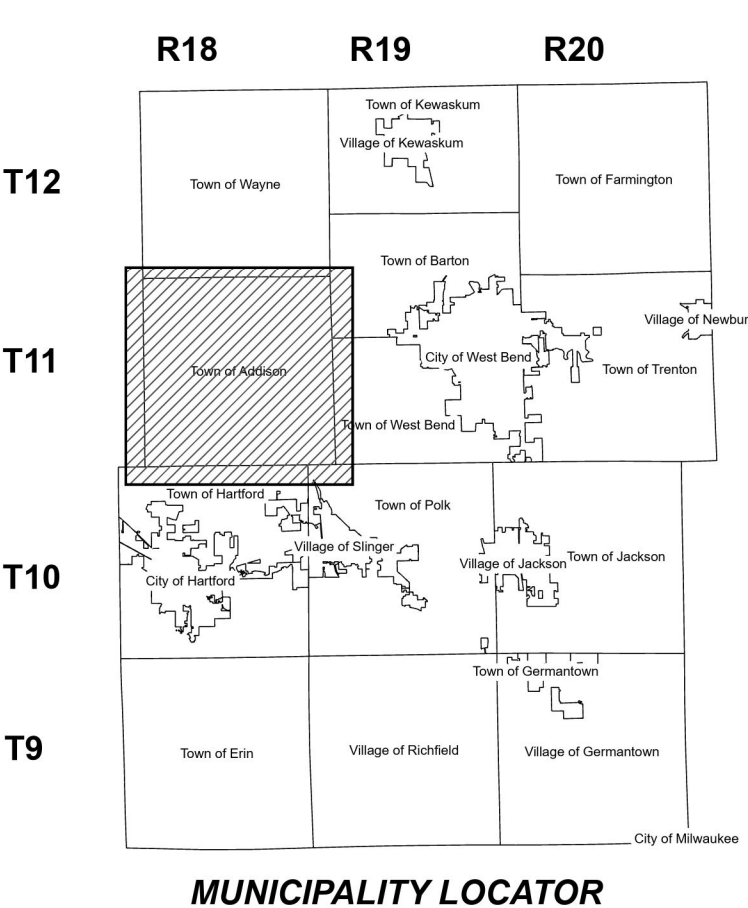 R18 R19 R20
Town of Kewaskum
Village of Kewaskum
T12
Town of Wayne
Town of Farmington
Town of Barton
Village of Newbur
T11
City of West Bend
Town of Addison
Town of Trenton
Town of West Bend
Town of Hartford
Town of Polk
Village of Slinger
Town of Jackson
Village of Jackson
T10
City of Hartford
Town of Germantown
T9
Town of Erin
Village of Richfield
Village of Germantown
City of Milwaukee
MUNICIPALITY LOCATOR